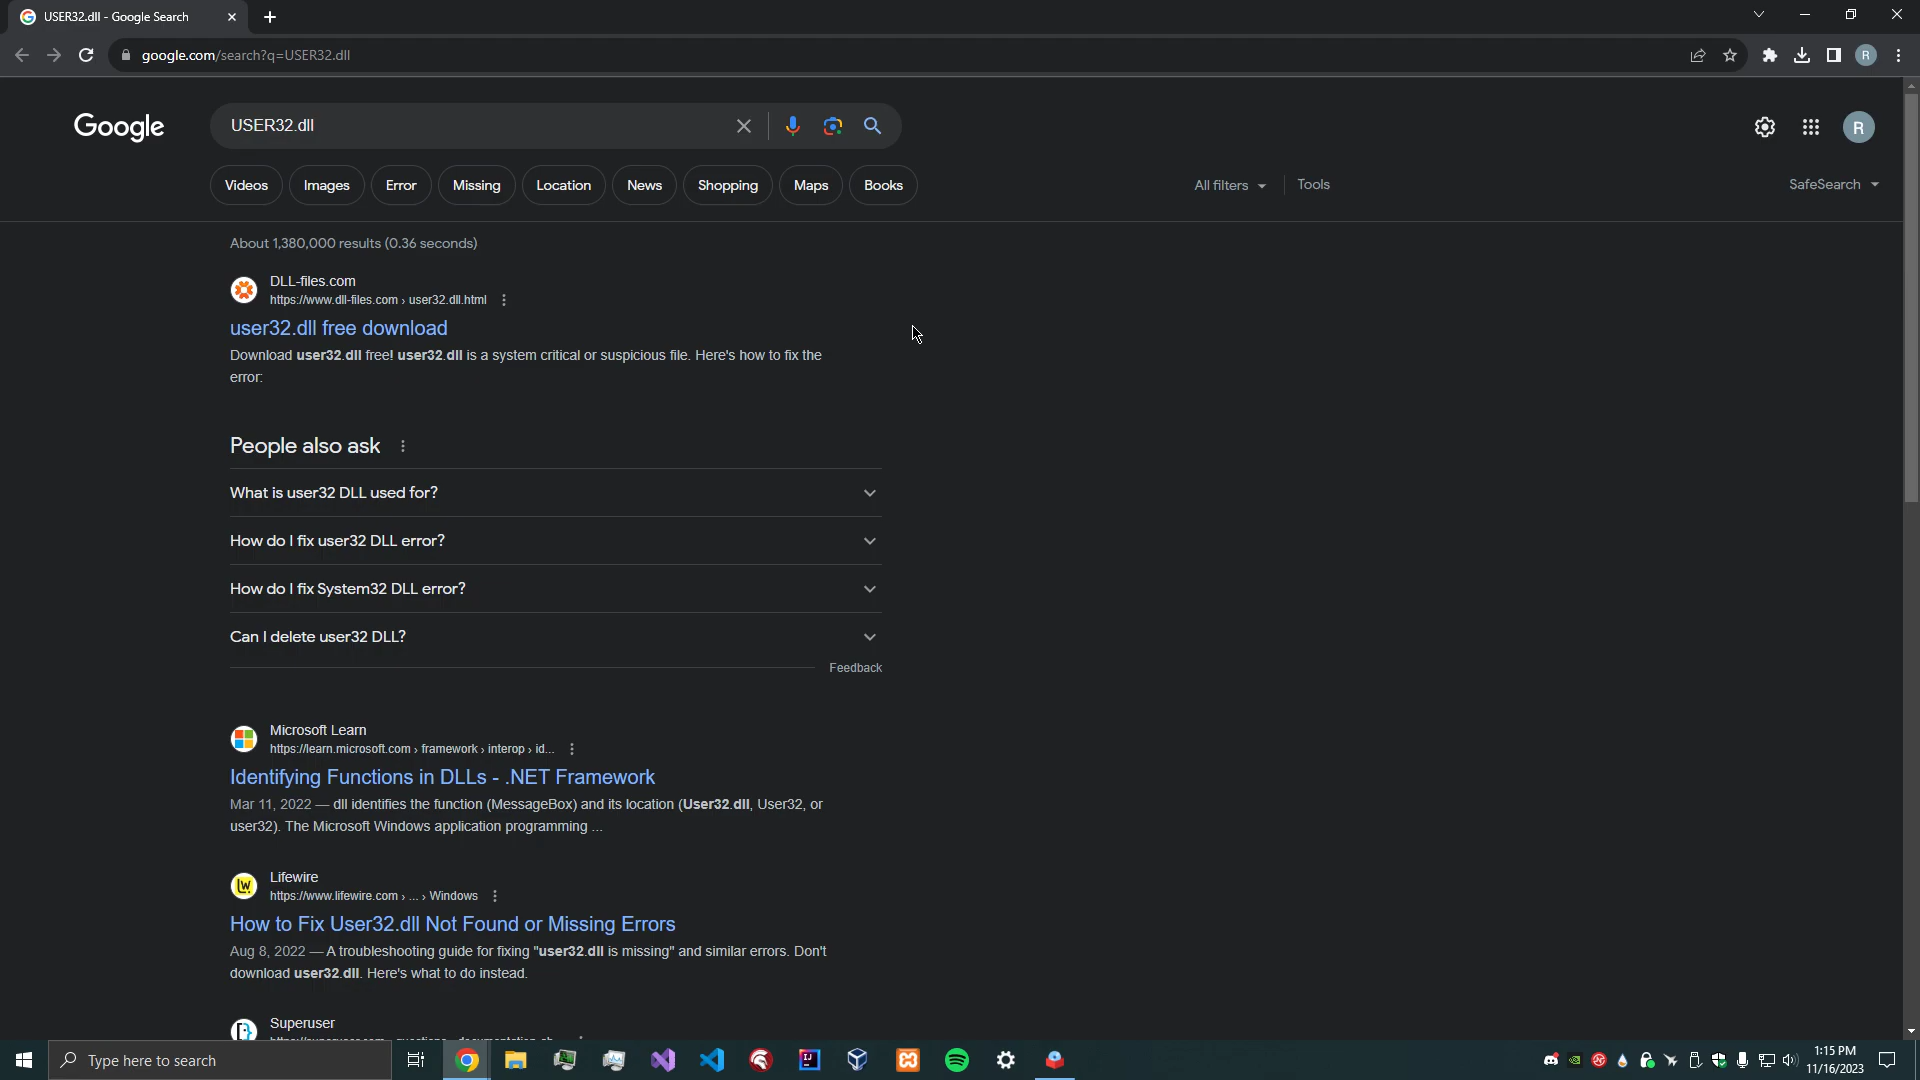 USER32.dll - Google Search
google.com/search?q=USER32.dll
R
Google
USER32.dll
R
Videos
Images
Error
Missing
Location
News
Shopping
Maps
Books
All filters
Tools
SafeSearch
About 1,380,000 results (0.36 seconds)
DLL-files.com
https://www.dll-files.com › user32.dll.html
user32.dll free download
Download user32.dll free! user32.dll is a system critical or suspicious file. Here's how to fix the
error:
People also ask
What is user32 DLL used for?
How do I fix user32 DLL error?
How do I fix System32 DLL error?
Can I delete user32 DLL?
Feedback
Microsoft Learn
https://learn.microsoft.com › framework › interop › id...
Identifying Functions in DLLs - .NET Framework
Mar 11, 2022 — dll identifies the function (MessageBox) and its location (User32.dll, User32, or
user32). The Microsoft Windows application programming ...
Lifewire
https://www.lifewire.com › ... › Windows
How to Fix User32.dll Not Found or Missing Errors
Aug 8, 2022 — A troubleshooting guide for fixing "user32.dll is missing" and similar errors. Don't
download user32.dll. Here's what to do instead.
Superuser
Type here to search
1:15 PM
11/16/2023